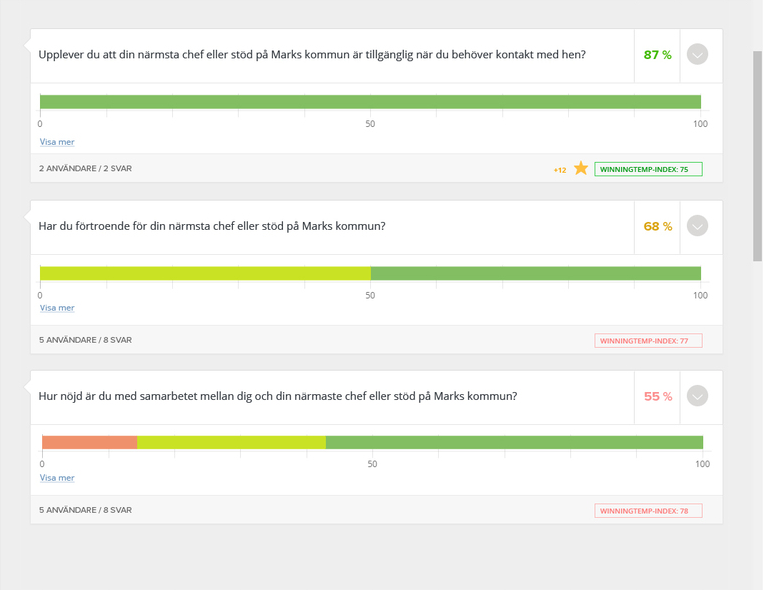 Upplever du att din närmsta chef eller stöd på Marks kommun är tillgänglig när du behöver kontakt med hen?
87 %
0 50 100
Visa mer
2 ANVÄNDARE / 2 SVAR
+12
WINNINGTEMP-INDEX: 75
Har du förtroende för din närmsta chef eller stöd på Marks kommun?
68 %
0 50 100
Visa mer
5 ANVÄNDARE / 8 SVAR
WINNINGTEMP-INDEX: 77
Hur nöjd är du med samarbetet mellan dig och din närmaste chef eller stöd på Marks kommun?
55 %
0 50 100
Visa mer
5 ANVÄNDARE / 8 SVAR
WINNINGTEMP-INDEX: 78